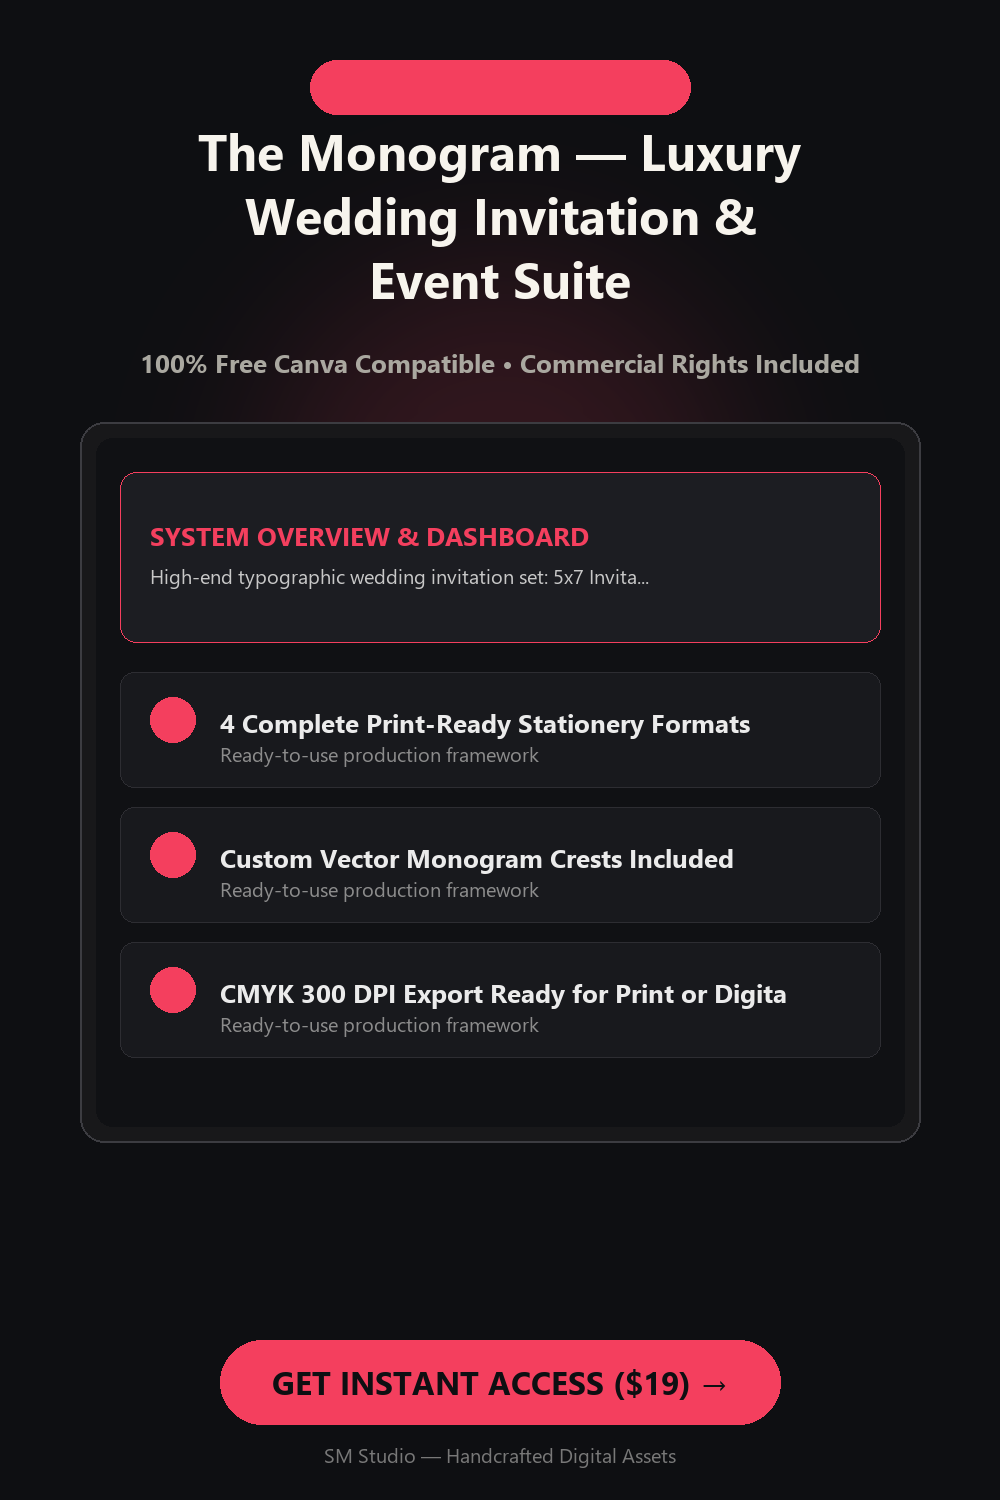 The Monogram — Luxury
Wedding Invitation &
Event Suite
100% Free Canva Compatible • Commercial Rights Included
SYSTEM OVERVIEW & DASHBOARD
High-end typographic wedding invitation set: 5x7 Invita...
4 Complete Print-Ready Stationery Formats
Ready-to-use production framework
Custom Vector Monogram Crests Included
Ready-to-use production framework
CMYK 300 DPI Export Ready for Print or Digita
Ready-to-use production framework
GET INSTANT ACCESS ($19) →
SM Studio — Handcrafted Digital Assets